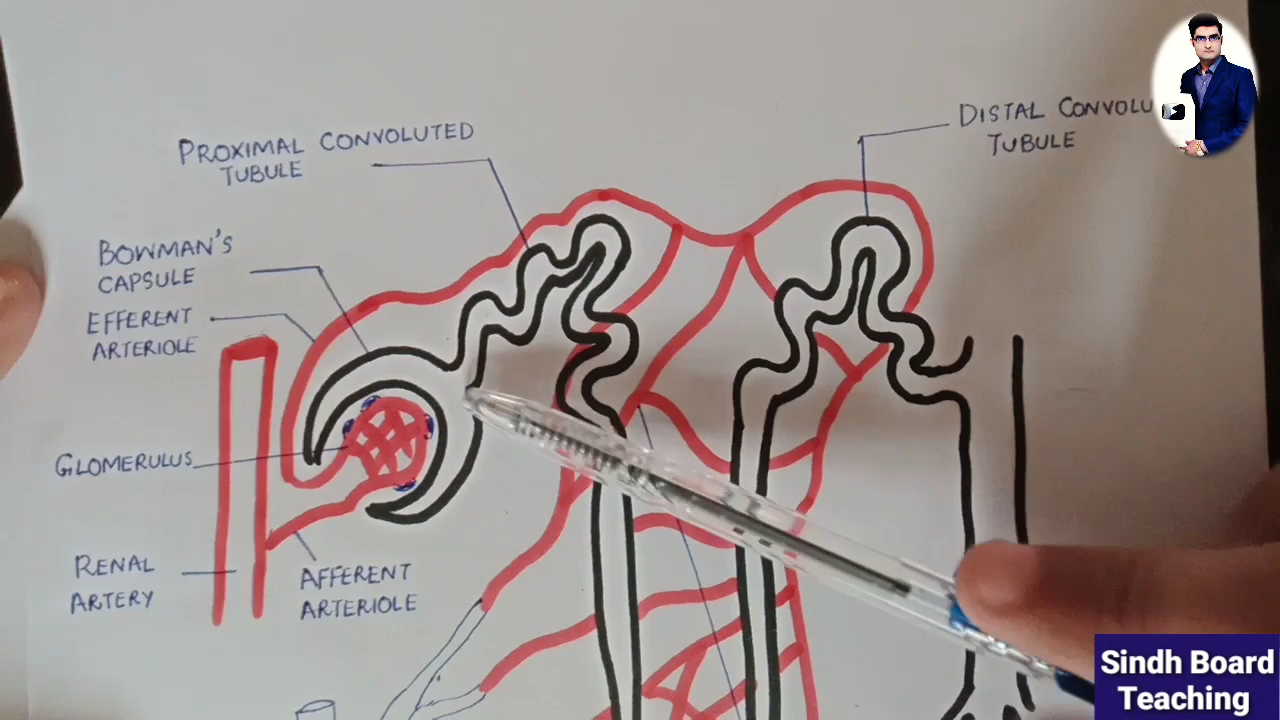 PROXIMAL CONVOLUTED
TUBULE
BOWMAN'S
CAPSULE
EFFERENT
ARTERIOLE
GLOMERULUS
RENAL
ARTERY
AFFERENT
ARTERIOLE
DISTAL CONVOLU
TUBULE
Sindh Board
Teaching